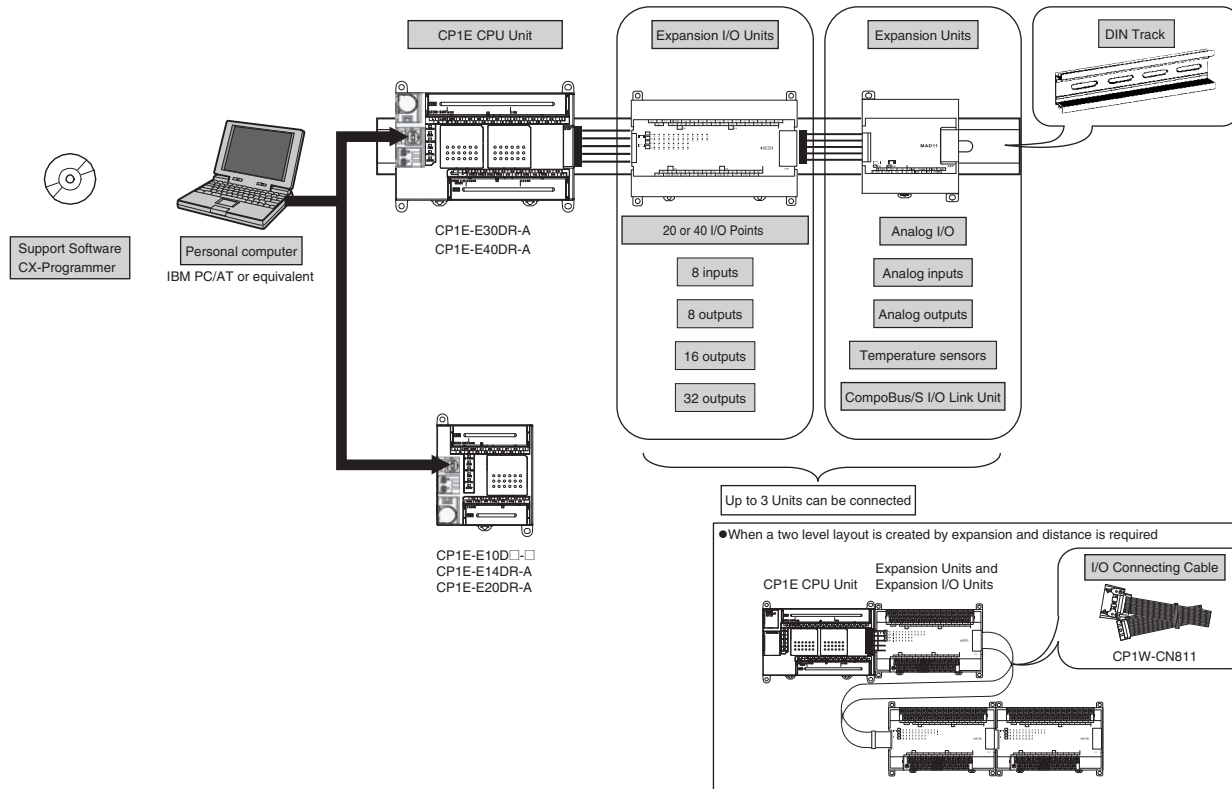 CP1E CPU Unit
Expansion I/O Units
Expansion Units
DIN Track
MAD11
Support Software
CX-Programmer
Personal computer
IBM PC/AT or equivalent
CP1E-E30DR-A
CP1E-E40DR-A
20 or 40 I/O Points
8 inputs
8 outputs
16 outputs
32 outputs
Analog I/O
Analog inputs
Analog outputs
Temperature sensors
CompoBus/S I/O Link Unit
CP1E-E10D□-□
CP1E-E14DR-A
CP1E-E20DR-A
Up to 3 Units can be connected
●When a two level layout is created by expansion and distance is required
CP1E CPU Unit
Expansion Units and
Expansion I/O Units
I/O Connecting Cable
CP1W-CN811